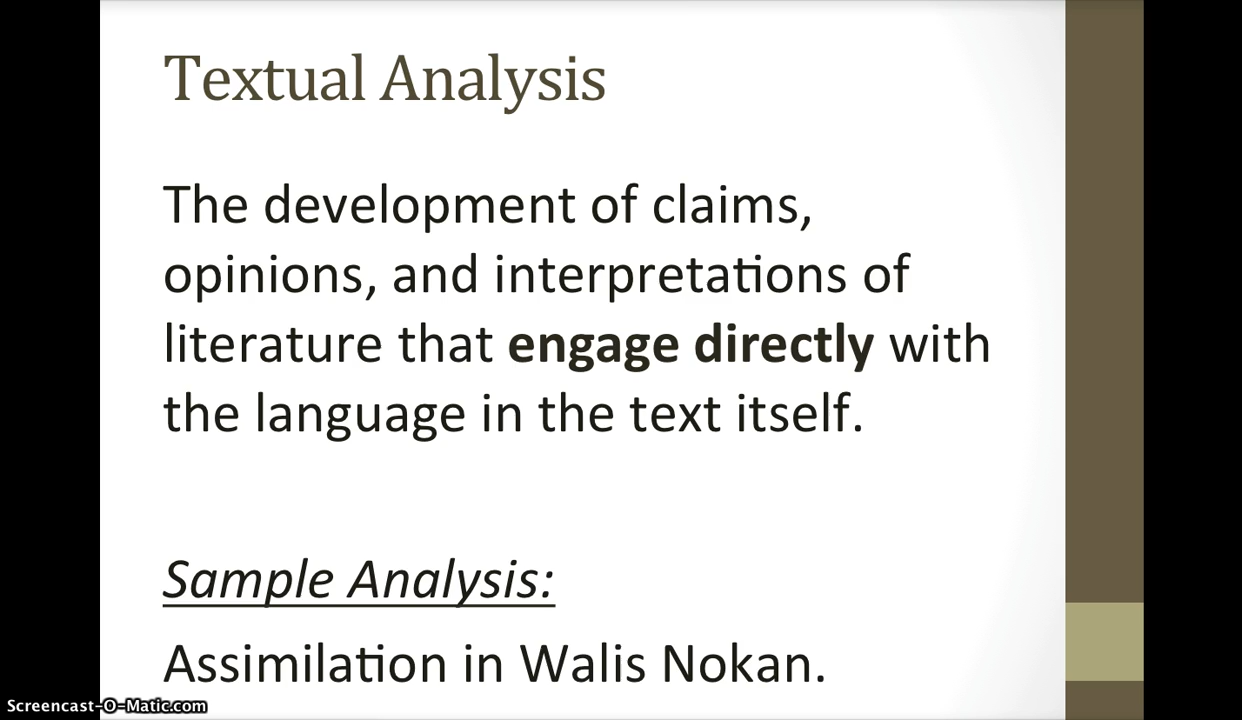 Textual Analysis
The development of claims,
opinions, and interpretations of
literature that engage directly with
the language in the text itself.
Sample Analysis:
Assimilation in Walis Nokan.
Screencast-O-Matic.com